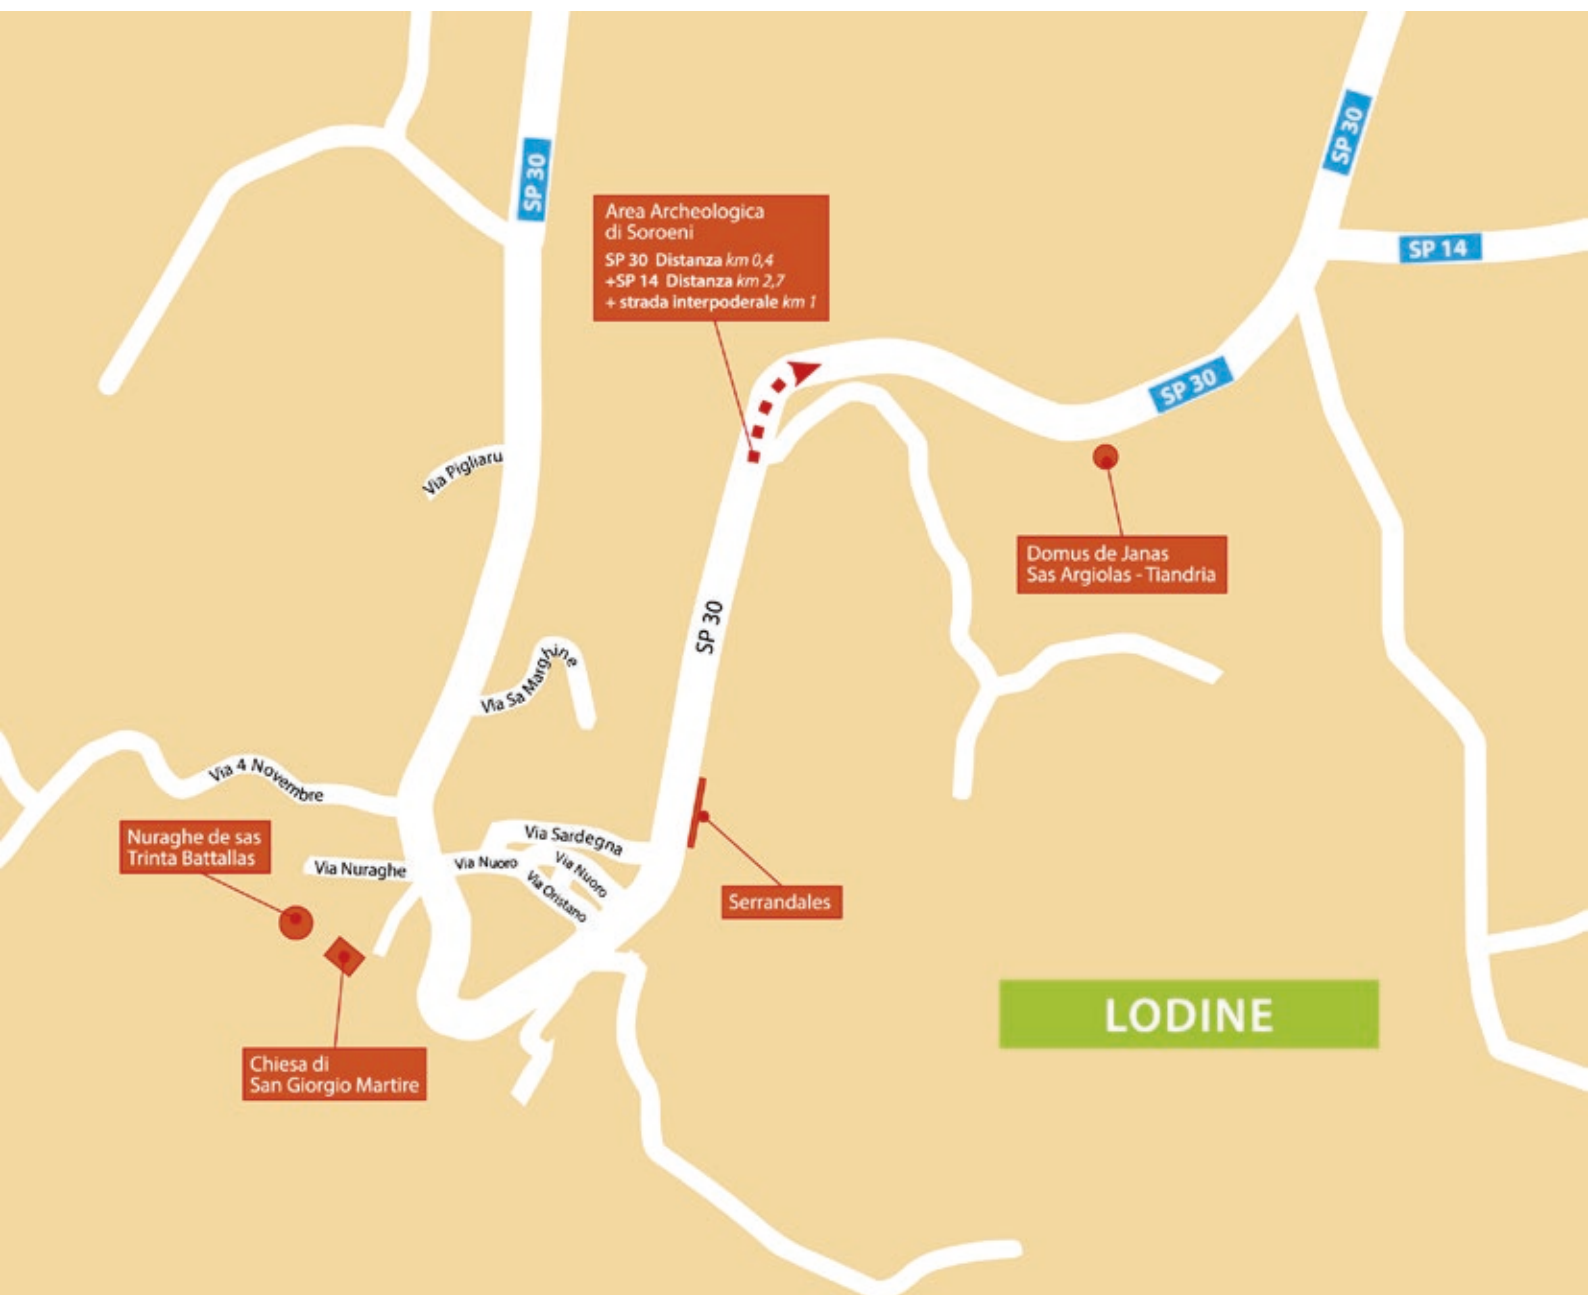 SP 30
SP 30
Area Archeologica
di Soroeni
SP 30 Distanza km 0,4
+SP 14 Distanza km 2,7
+ strada interpoderale km 1
SP 14
SP 30
Via Pigliaru
Domus de Janas
Sas Argiolas - Tiandria
SP 30
Via Sa Marghine
Via 4 Novembre
Nuraghe de sas
Trinta Battallas
Via Sardegna
Via Nuraghe
Via Nuoro
Via Nuoro
Via Oristano
Serrandales
LODINE
Chiesa di
San Giorgio Martire